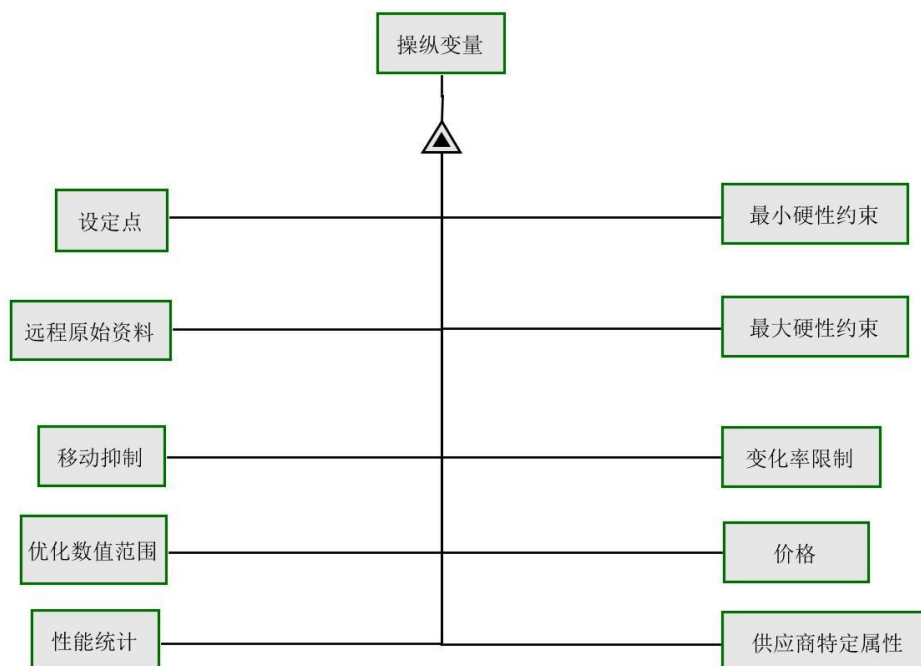 操纵变量
设定点
最小硬性约束
远程原始资料
最大硬性约束
移动抑制
变化率限制
优化数值范围
价格
性能统计
供应商特定属性